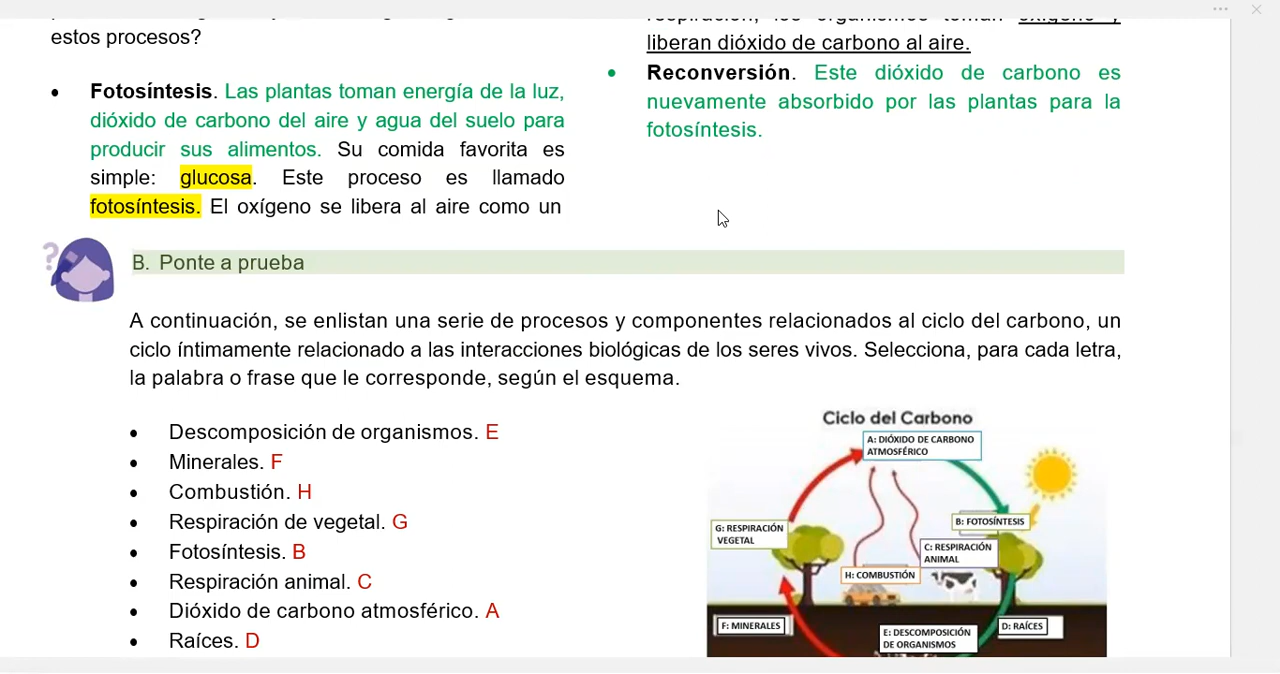 estos procesos?
• Fotosíntesis. Las plantas toman energía de la luz,
dióxido de carbono del aire y agua del suelo para
producir sus alimentos. Su comida favorita es
simple: glucosa. Este proceso es llamado
fotosíntesis. El oxígeno se libera al aire como un
respiración, los organismos toman oxígeno y
liberan dióxido de carbono al aire.
• Reconversión. Este dióxido de carbono es
nuevamente absorbido por las plantas para la
fotosíntesis.
?
B. Ponte a prueba
A continuación, se enlistan una serie de procesos y componentes relacionados al ciclo del carbono, un
ciclo íntimamente relacionado a las interacciones biológicas de los seres vivos. Selecciona, para cada letra,
la palabra o frase que le corresponde, según el esquema.
• Descomposición de organismos. E
• Minerales. F
• Combustión. H
• Respiración de vegetal. G
• Fotosíntesis. B
• Respiración animal. C
• Dióxido de carbono atmosférico. A
• Raíces. D
Ciclo del Carbono
A: DIÓXIDO DE CARBONO
ATMOSFÉRICO
B: FOTOSÍNTESIS
G: RESPIRACIÓN
VEGETAL
C: RESPIRACIÓN
ANIMAL
H: COMBUSTIÓN
F: MINERALES
D: RAÍCES
E: DESCOMPOSICIÓN
DE ORGANISMOS